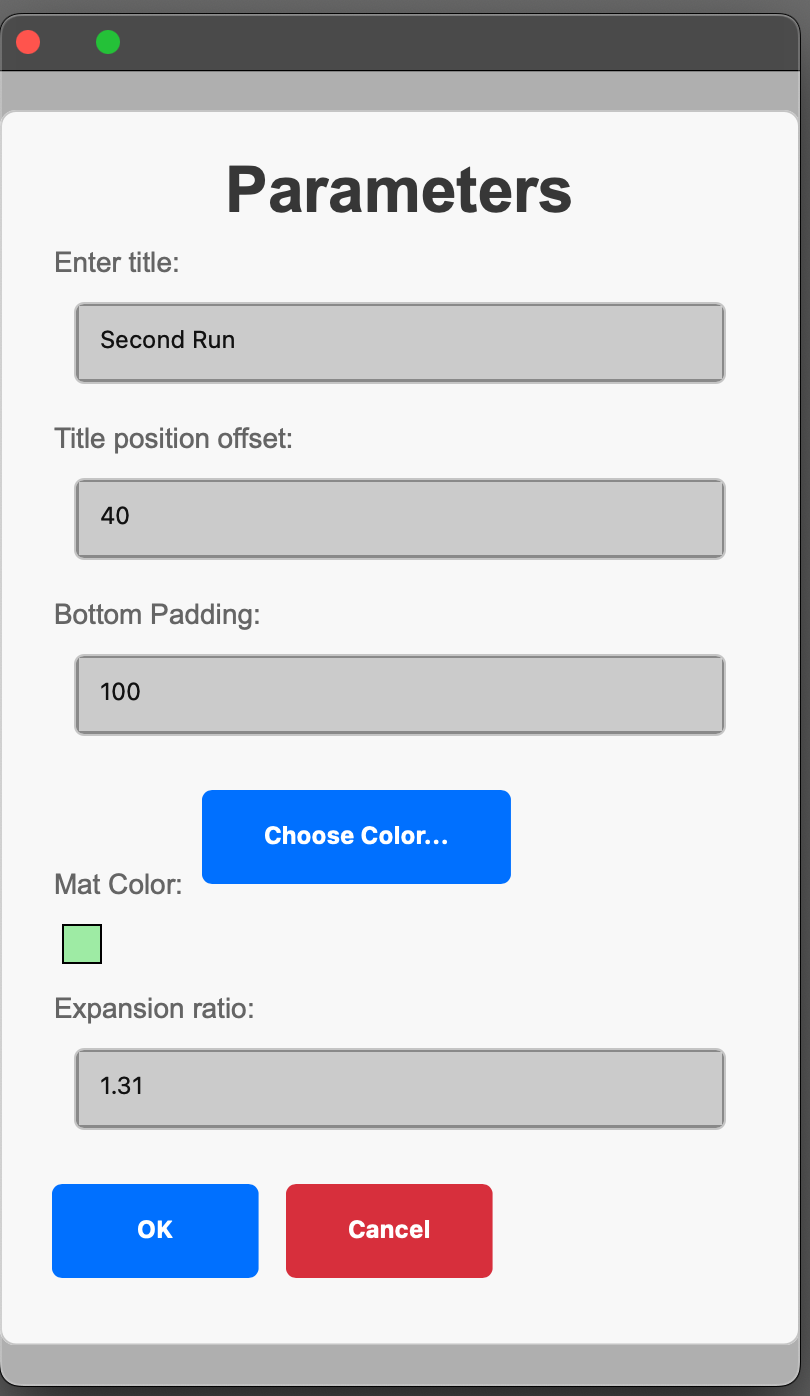 Parameters
Enter title:
Second Run
Title position offset:
40
Bottom Padding:
100
Choose Color...
Mat Color:
Expansion ratio:
1.31
OK Cancel